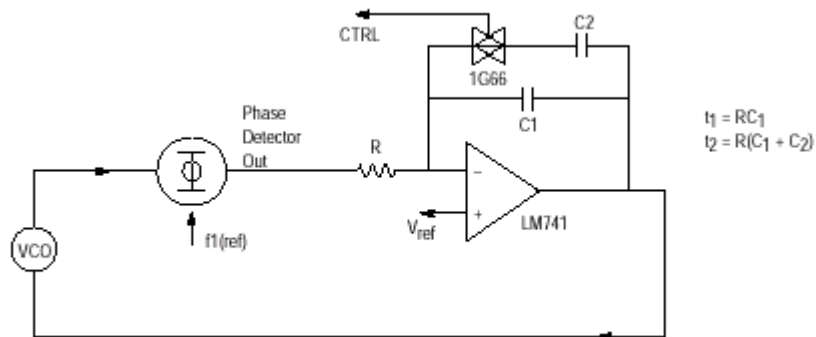 C2
CTRL
1G66
C1
Phase
Detector
Out
R
t1 = RC1
t2 = R(C1 + C2)
Φ
−
+
LM741
Vref
f1(ref)
VCO